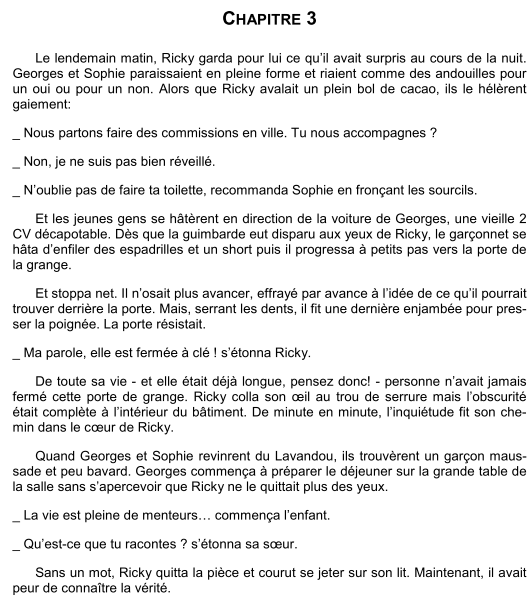 CHAPITRE 3
Le lendemain matin, Ricky garda pour lui ce qu’il avait surpris au cours de la nuit.
Georges et Sophie paraissaient en pleine forme et riaient comme des andouilles pour
un oui ou pour un non. Alors que Ricky avalait un plein bol de cacao, ils le hélèrent
gaiement:
_ Nous partons faire des commissions en ville. Tu nous accompagnes ?
_ Non, je ne suis pas bien réveillé.
_ N’oublie pas de faire ta toilette, recommanda Sophie en fronçant les sourcils.
Et les jeunes gens se hâtèrent en direction de la voiture de Georges, une vieille 2
CV décapotable. Dès que la guimbarde eut disparu aux yeux de Ricky, le garçonnet se
hâta d’enfiler des espadrilles et un short puis il progressa à petits pas vers la porte de
la grange.
Et stoppa net. Il n’osait plus avancer, effrayé par avance à l’idée de ce qu’il pourrait
trouver derrière la porte. Mais, serrant les dents, il fit une dernière enjambée pour pres-
ser la poignée. La porte résistait.
_ Ma parole, elle est fermée à clé ! s’étonna Ricky.
De toute sa vie - et elle était déjà longue, pensez donc! - personne n’avait jamais
fermé cette porte de grange. Ricky colla son œil au trou de serrure mais l’obscurité
était complète à l’intérieur du bâtiment. De minute en minute, l’inquiétude fit son che-
min dans le cœur de Ricky.
Quand Georges et Sophie revinrent du Lavandou, ils trouvèrent un garçon maus-
sade et peu bavard. Georges commença à préparer le déjeuner sur la grande table de
la salle sans s’apercevoir que Ricky ne le quittait plus des yeux.
_ La vie est pleine de menteurs… commença l’enfant.
_ Qu’est-ce que tu racontes ? s’étonna sa sœur.
Sans un mot, Ricky quitta la pièce et courut se jeter sur son lit. Maintenant, il avait
peur de connaître la vérité.